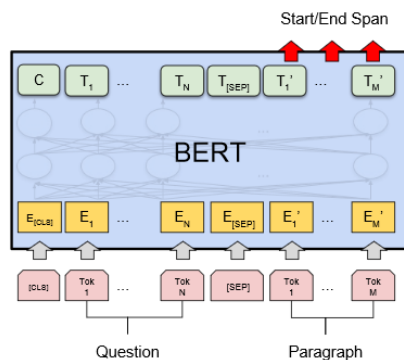 Start/End Span
C T1 ... TN T[SEP] T1' ... TM'
...
BERT
...
E[CLS] E1 ... EN E[SEP] E1' ... EM'
[CLS] Tok 1 ... Tok N [SEP] Tok 1 ... Tok M
Question Paragraph